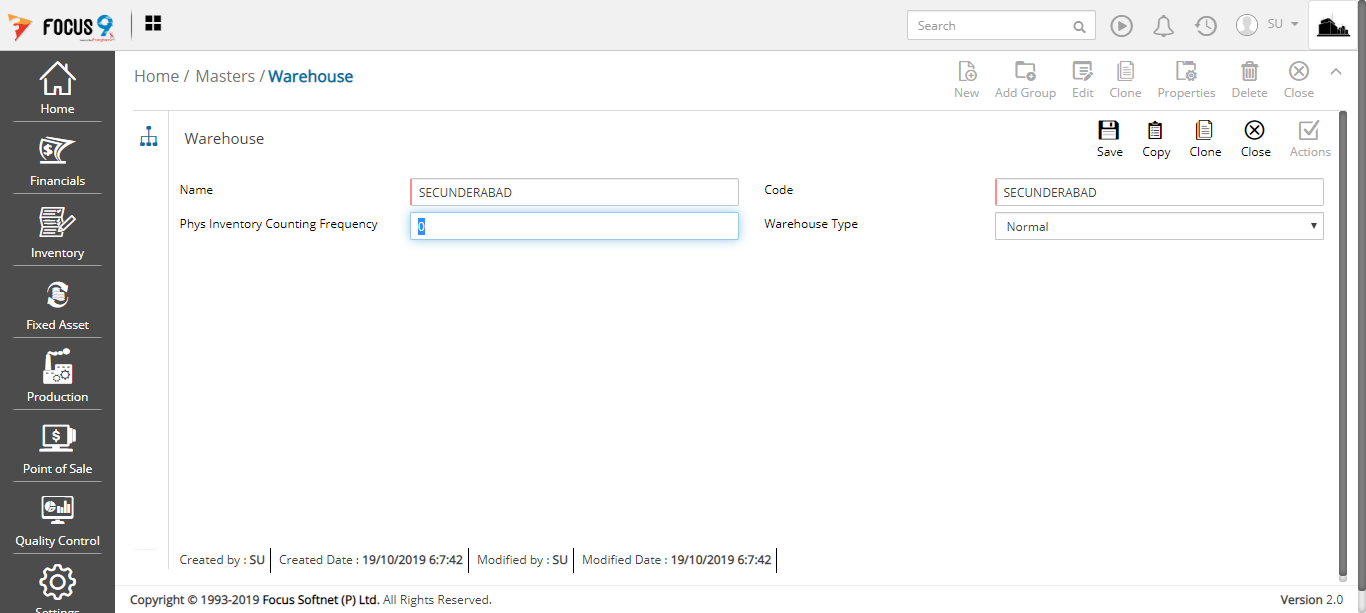 FOCUS 9
Search
SU
Home
Financials
Inventory
Fixed Asset
Production
Point of Sale
Quality Control
Settings
Home / Masters / Warehouse
New Add Group Edit Clone Properties Delete Close
Warehouse
Save Copy Clone Close Actions
Name SECUNDERABAD Code SECUNDERABAD
Phys Inventory Counting Frequency 0 Warehouse Type Normal
Created by : SU Created Date : 19/10/2019 6:7:42 Modified by : SU Modified Date : 19/10/2019 6:7:42
Copyright © 1993-2019 Focus Softnet (P) Ltd. All Rights Reserved. Version 2.0